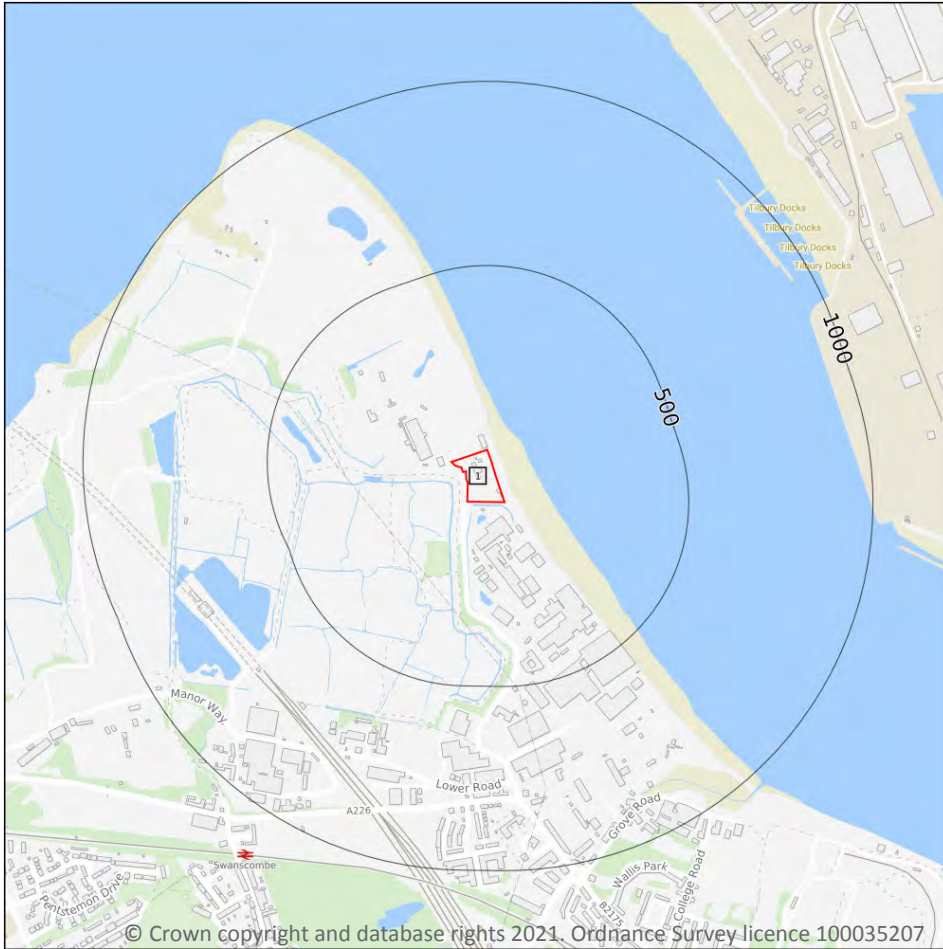 Tilbury Docks
Tilbury Docks
Tilbury Docks
Tilbury Docks
1000
500
1
Manor Way
Lower Road
A226
Grove Road
Swanscombe
Wallis Park
College Road
Pentstemon Drive
B2175
© Crown copyright and database rights 2021. Ordnance Survey licence 100035207